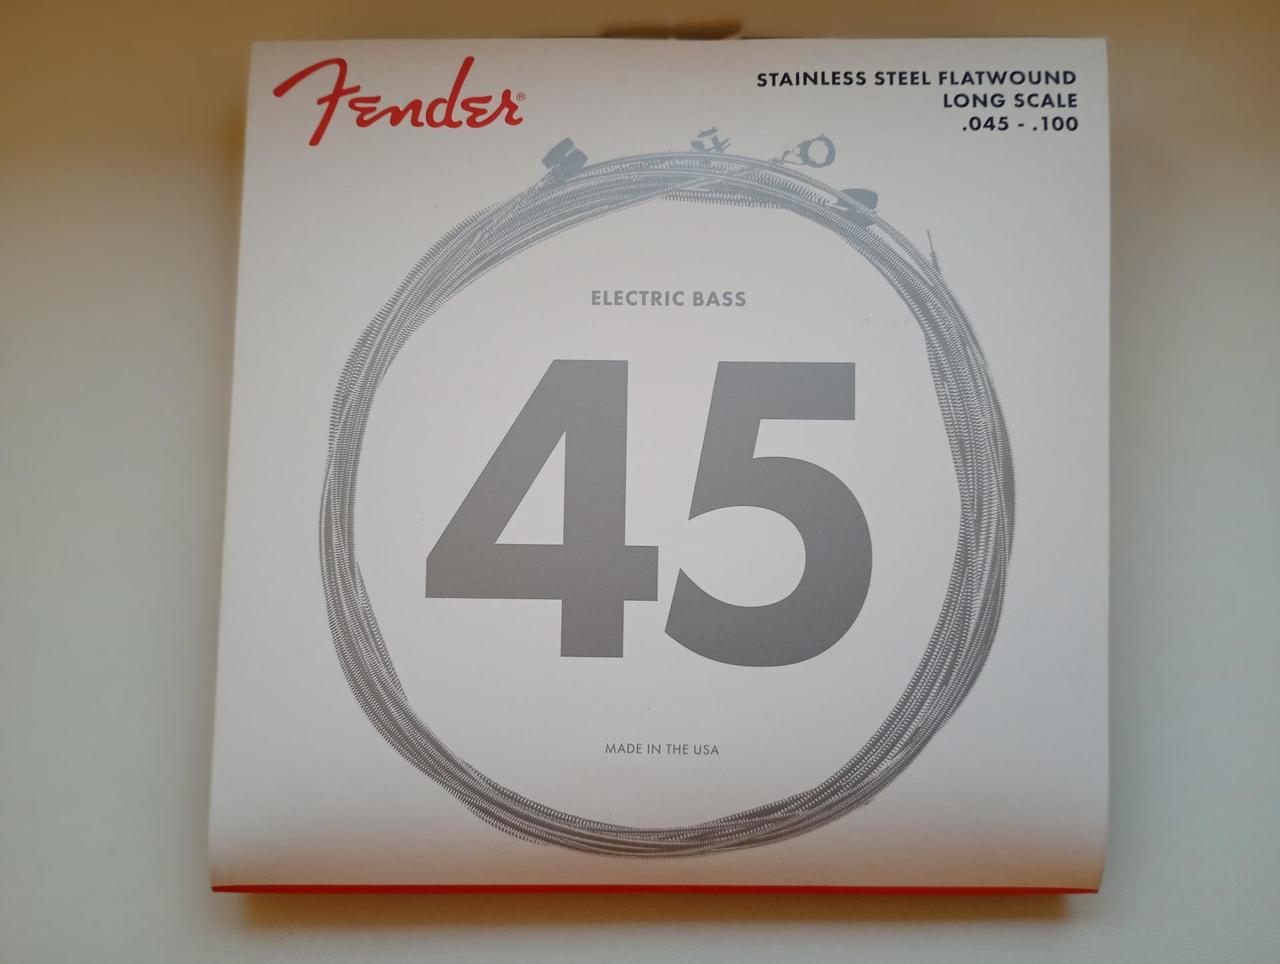 Fender®
STAINLESS STEEL FLATWOUND
LONG SCALE
.045 - .100
ELECTRIC BASS
45
MADE IN THE USA